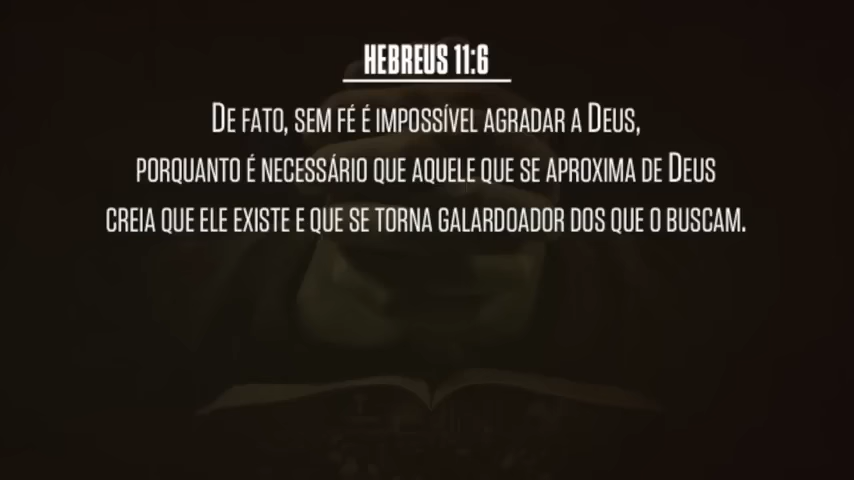 HEBREUS 11:6
DE FATO, SEM FÉ É IMPOSSÍVEL AGRADAR A DEUS,
PORQUANTO É NECESSÁRIO QUE AQUELE QUE SE APROXIMA DE DEUS
CREIA QUE ELE EXISTE E QUE SE TORNA GALARDOADOR DOS QUE O BUSCAM.